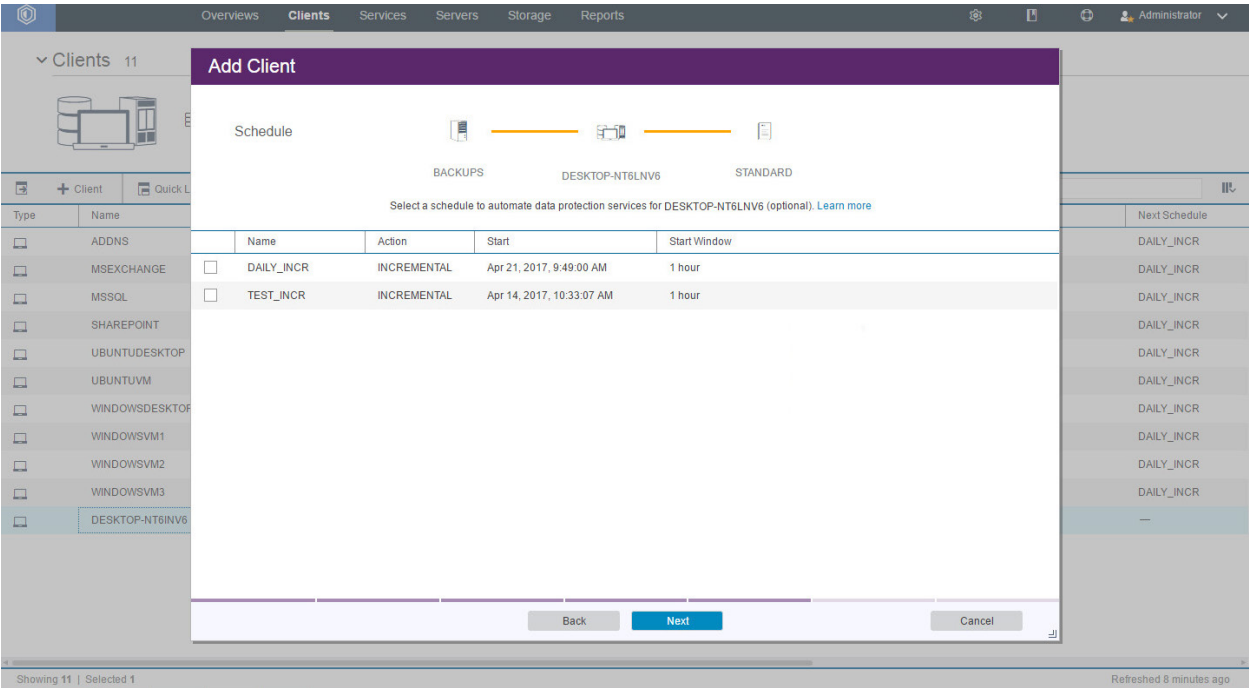 Overviews Clients Services Servers Storage Reports Administrator
Clients 11
Add Client
Schedule
BACKUPS DESKTOP-NT6LNV6 STANDARD
Select a schedule to automate data protection services for DESKTOP-NT6LNV6 (optional). Learn more
+ Client Quick L
Type Name Next Schedule
Name Action Start Start Window
DAILY_INCR INCREMENTAL Apr 21, 2017, 9:49:00 AM 1 hour
TEST_INCR INCREMENTAL Apr 14, 2017, 10:33:07 AM 1 hour
ADDNS DAILY_INCR
MSEXCHANGE DAILY_INCR
MSSQL DAILY_INCR
SHAREPOINT DAILY_INCR
UBUNTUDESKTOP DAILY_INCR
UBUNTUVM DAILY_INCR
WINDOWSDESKTOP DAILY_INCR
WINDOWSVM1 DAILY_INCR
WINDOWSVM2 DAILY_INCR
WINDOWSVM3 DAILY_INCR
DESKTOP-NT6INV6 —
Back Next Cancel
Showing 11 | Selected 1 Refreshed 8 minutes ago